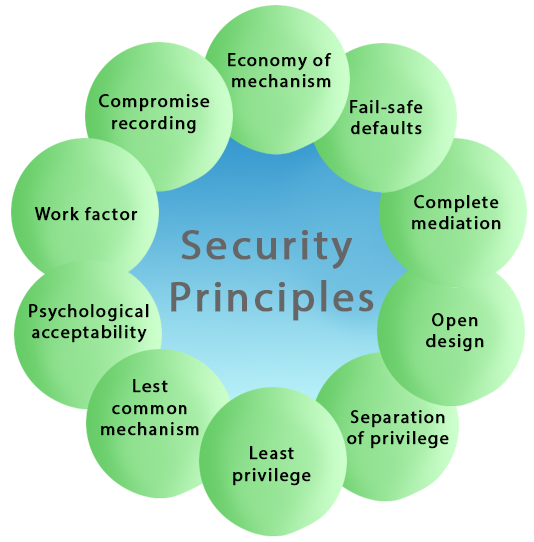 Economy of
mechanism
Fail-safe
defaults
Complete
mediation
Open
design
Separation
of privilege
Least
privilege
Lest
common
mechanism
Psychological
acceptability
Work factor
Compromise
recording
Security
Principles